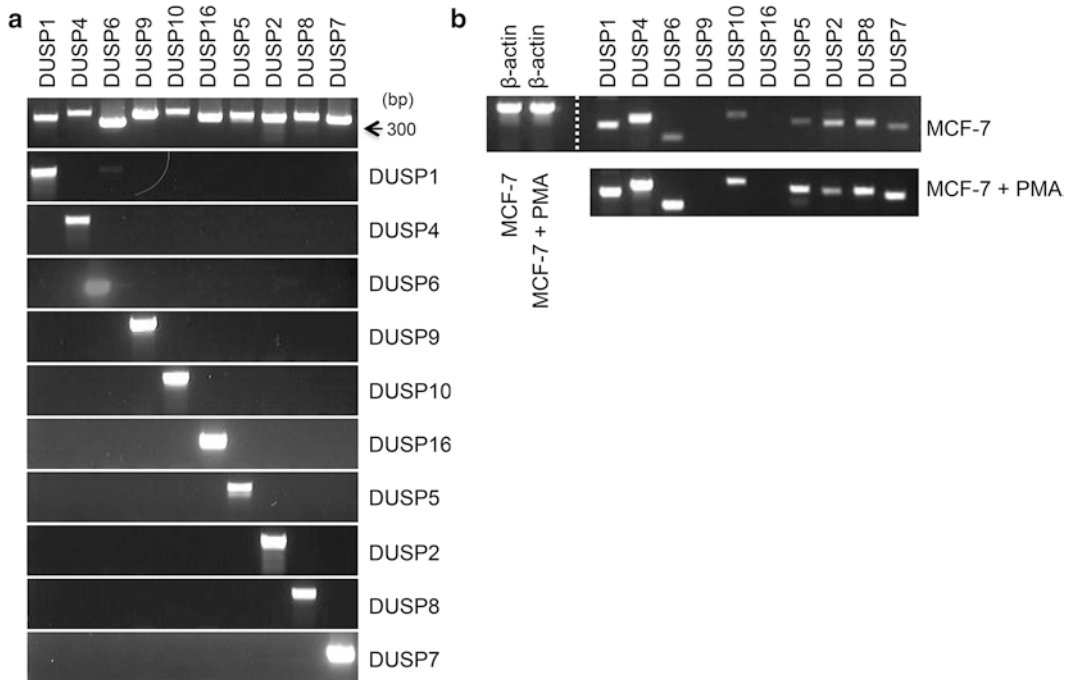 a
DUSP1
DUSP4
DUSP6
DUSP9
DUSP10
DUSP16
DUSP5
DUSP2
DUSP8
DUSP7
(bp)
300
DUSP1
DUSP4
DUSP6
DUSP9
DUSP10
DUSP16
DUSP5
DUSP2
DUSP8
DUSP7
b
β-actin
β-actin
DUSP1
DUSP4
DUSP6
DUSP9
DUSP10
DUSP16
DUSP5
DUSP2
DUSP8
DUSP7
MCF-7
MCF-7 + PMA
MCF-7
MCF-7 + PMA